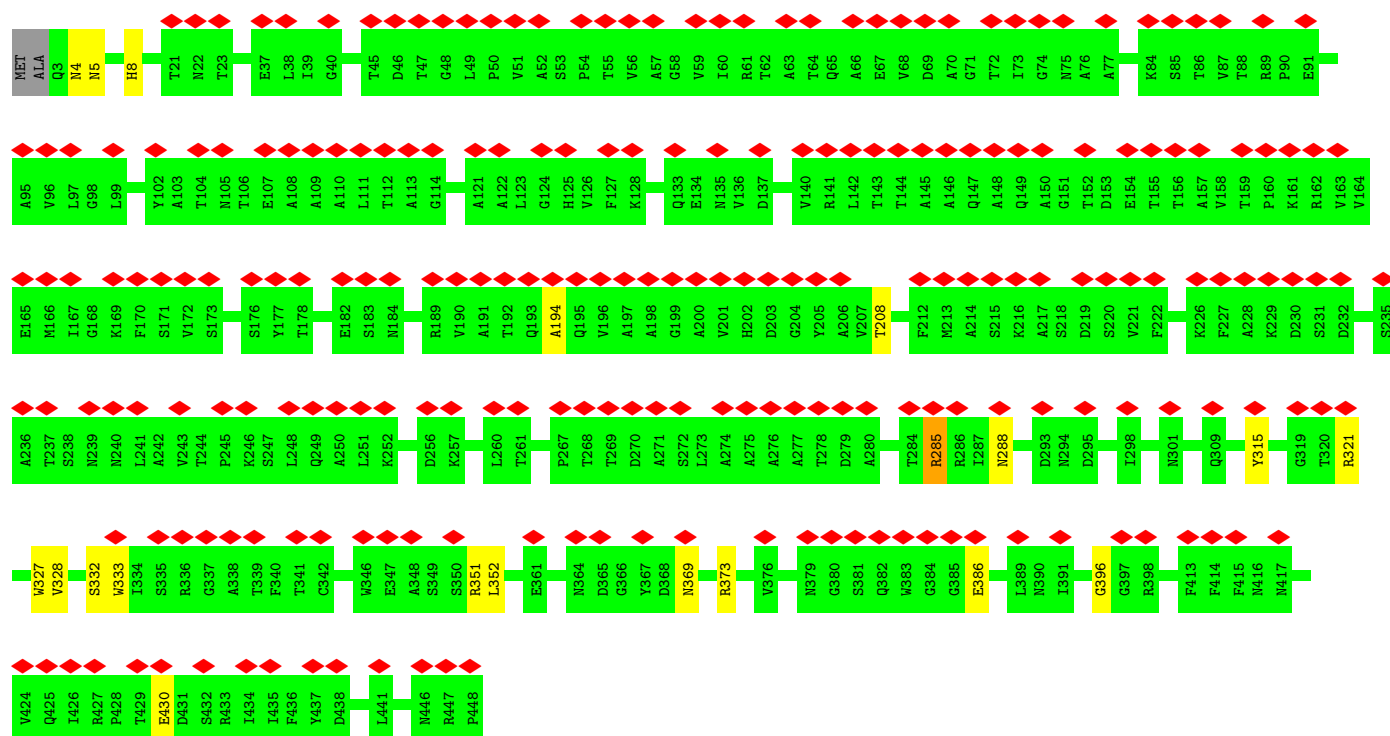 MET ALA Q3 N4 N5 H8 T21 N22 T23 E37 L38 I39 G40 T45 D46 T47 G48 L49 P50 V51 A52 S53 P54 T55 V56 A57 G58 V59 I60 R61 T62 A63 T64 Q65 A66 E67 V68 D69 A70 G71 T72 I73 G74 N75 A76 A77 K84 S85 T86 V87 T88 R89 P90 E91
A95 V96 L97 G98 L99 Y102 A103 T104 N105 T106 E107 A108 A109 A110 L111 T112 A113 G114 A121 A122 L123 G124 H125 V126 F127 K128 Q133 E134 N135 V136 D137 V140 R141 L142 T143 T144 A145 A146 Q147 A148 Q149 A150 G151 T152 D153 E154 T155 T156 A157 V158 T159 P160 K161 R162 V163 V164
E165 M166 I167 G168 K169 F170 S171 V172 S173 S176 Y177 T178 E182 S183 N184 R189 V190 A191 T192 Q193 A194 Q195 V196 A197 A198 G199 A200 V201 H202 D203 G204 Y205 A206 V207 T208 F212 M213 A214 S215 K216 A217 S218 D219 S220 V221 F222 K226 F227 A228 K229 D230 S231 D232 S235
A236 T237 S238 N239 N240 L241 A242 V243 T244 P245 K246 S247 L248 Q249 A250 L251 K252 D256 K257 L260 T261 P267 T268 T269 D270 A271 S272 L273 A274 A275 A276 A277 T278 D279 A280 T284 R285 R286 I287 N288 D293 N294 D295 I298 N301 Q309 Y315 G319 T320 R321
W327 V328 S332 W333 I334 S335 R336 G337 A338 T339 F340 T341 C342 W346 E347 A348 S349 S350 R351 L352 E361 N364 D365 G366 Y367 D368 N369 R373 V376 N379 G380 S381 Q382 W383 G384 G385 E386 L389 N390 I391 G396 G397 R398 F413 F414 F415 N416 N417
V424 Q425 I426 R427 P428 T429 E430 D431 S432 R433 I434 I435 F436 Y437 D438 L441 N446 R447 P448